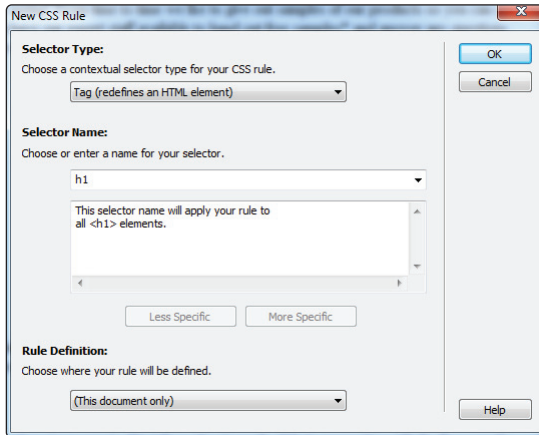 New CSS Rule
Selector Type:
Choose a contextual selector type for your CSS rule.
Tag (redefines an HTML element)
OK
Cancel
Selector Name:
Choose or enter a name for your selector.
h1
This selector name will apply your rule to
all <h1> elements.
Less Specific
More Specific
Rule Definition:
Choose where your rule will be defined.
(This document only)
Help